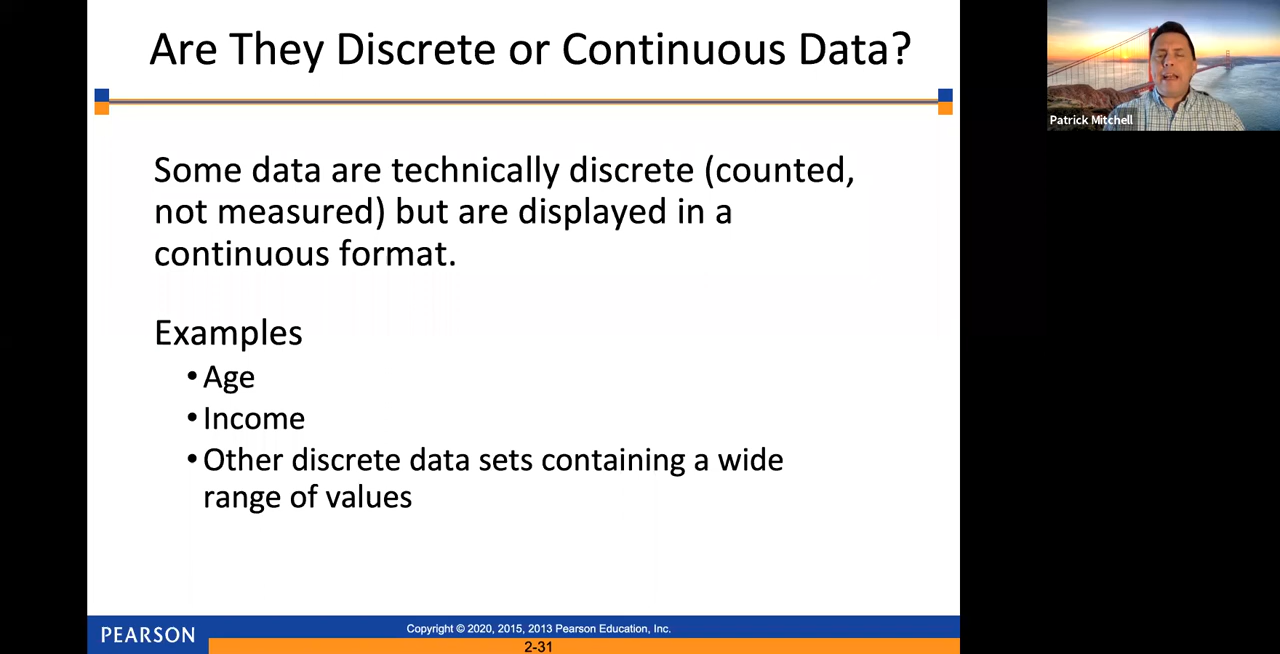 Are They Discrete or Continuous Data?
Patrick Mitchell
Some data are technically discrete (counted,
not measured) but are displayed in a
continuous format.
Examples
• Age
• Income
• Other discrete data sets containing a wide
range of values
PEARSON
Copyright © 2020, 2015, 2013 Pearson Education, Inc.
2-31